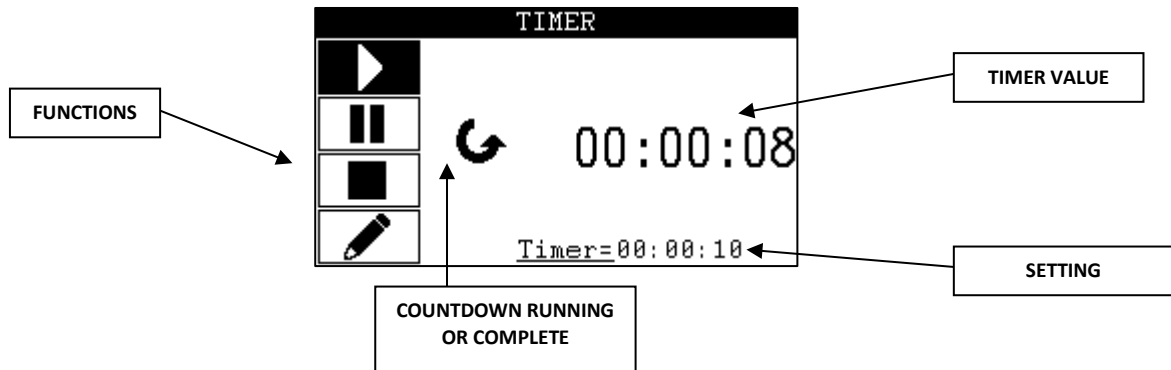 TIMER
TIMER VALUE
FUNCTIONS
00:00:08
Timer=00:00:10
SETTING
COUNTDOWN RUNNING
OR COMPLETE